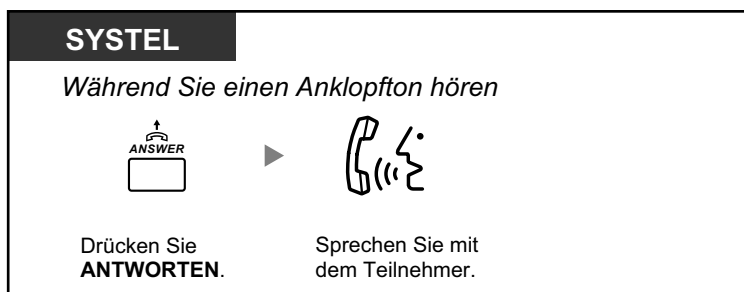 SYSTEL
Während Sie einen Anklopfton hören
ANSWER
Drücken Sie
ANTWORTEN.
Sprechen Sie mit
dem Teilnehmer.